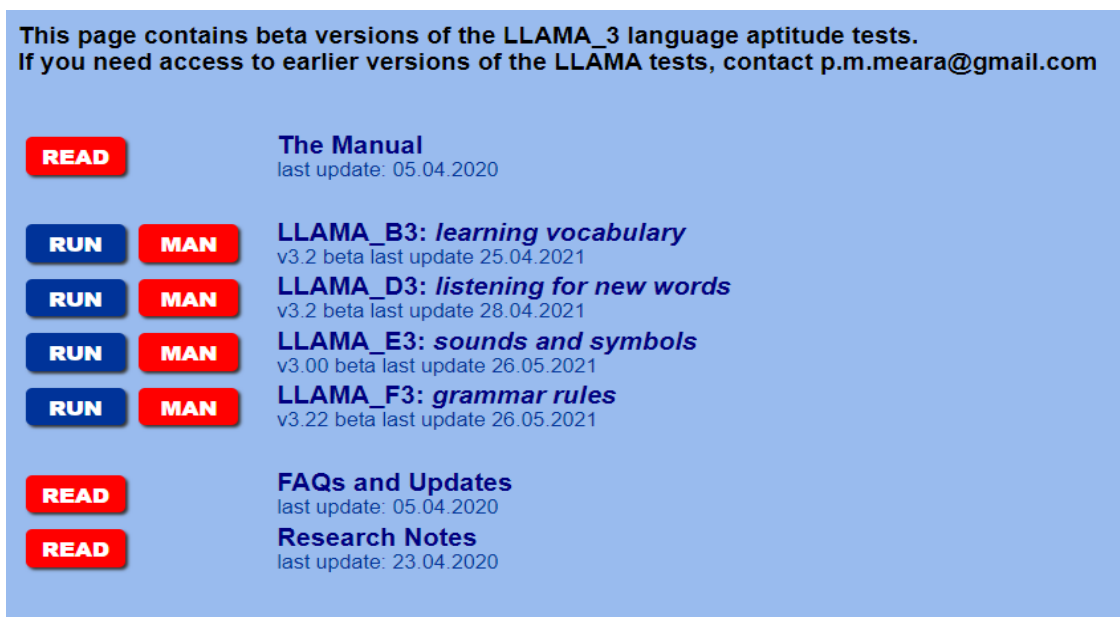 This page contains beta versions of the LLAMA_3 language aptitude tests.
If you need access to earlier versions of the LLAMA tests, contact p.m.meara@gmail.com
READ The Manual
last update: 05.04.2020
RUN MAN LLAMA_B3: learning vocabulary
v3.2 beta last update 25.04.2021
RUN MAN LLAMA_D3: listening for new words
v3.2 beta last update 28.04.2021
RUN MAN LLAMA_E3: sounds and symbols
v3.00 beta last update 26.05.2021
RUN MAN LLAMA_F3: grammar rules
v3.22 beta last update 26.05.2021
READ FAQs and Updates
last update: 05.04.2020
READ Research Notes
last update: 23.04.2020